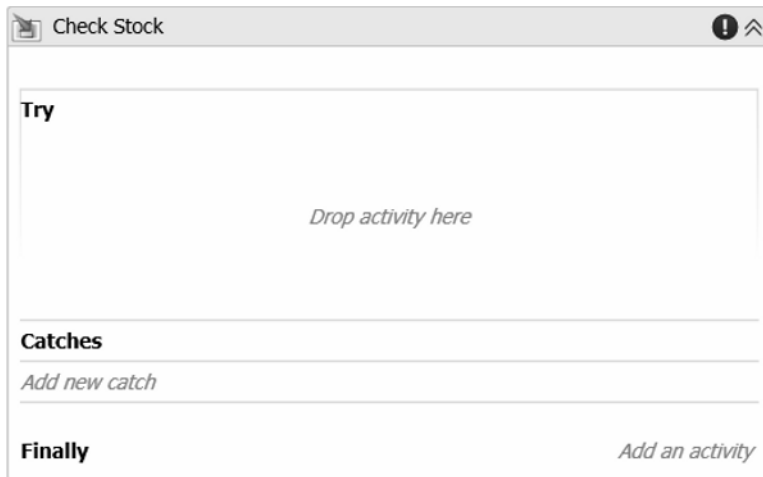 Check Stock
Try
Drop activity here
Catches
Add new catch
Finally Add an activity